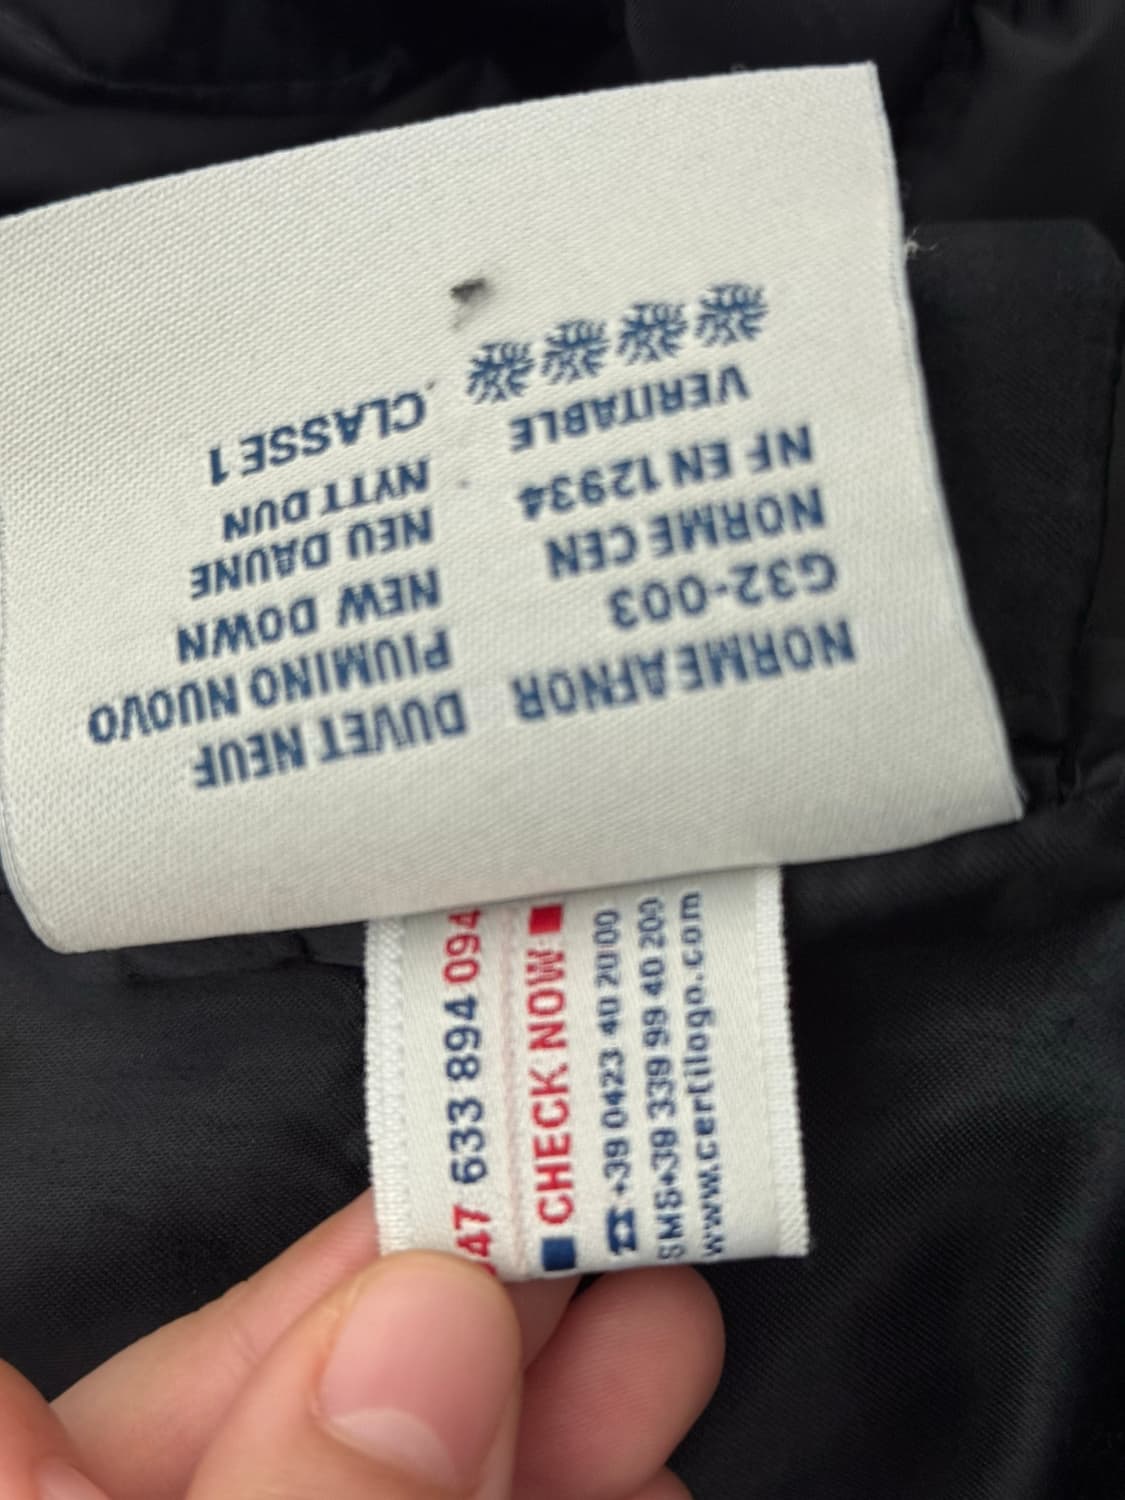 DUVET NEUF
PIUMINO NUOVO
NEW DOWN
NEU DAUNE
NYTT DUN
CLASSE 1
NORME AFNOR
G32-003
NORME CEN
NF EN 12934
VERITABLE
47 633 894 094
CHECK NOW
+39 0423 40 20 00
SMS+39 339 99 40 200
www.certilogo.com